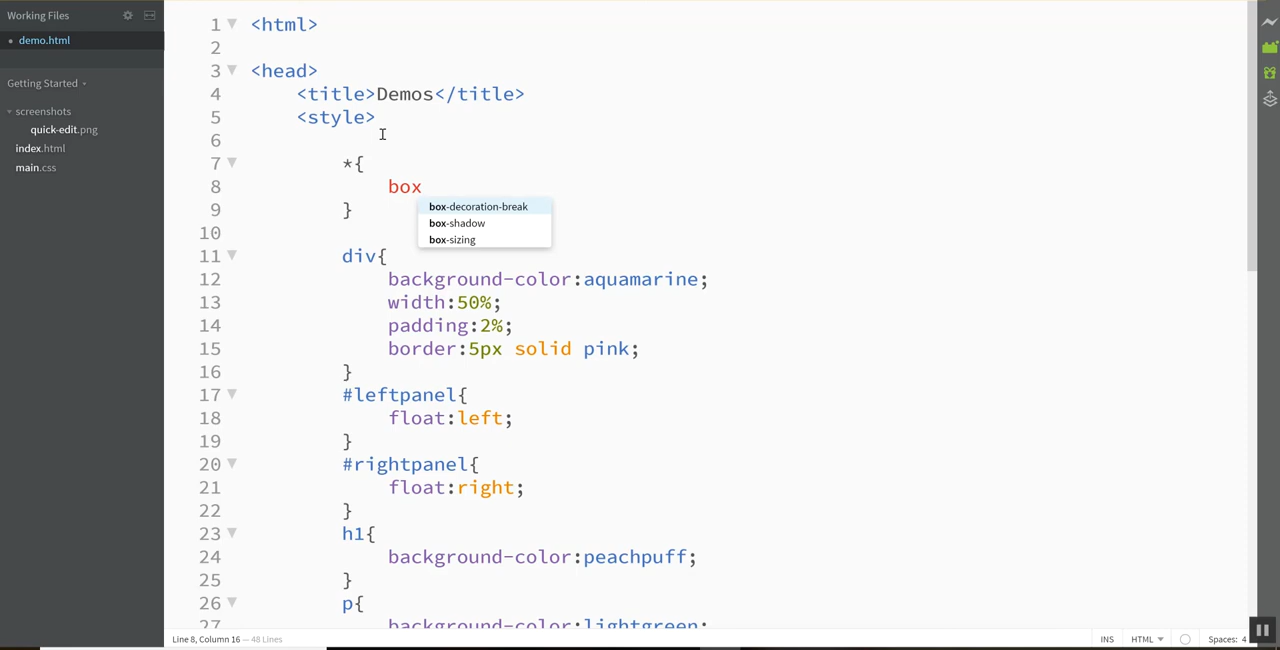 Working Files
demo.html
Getting Started
screenshots
quick-edit.png
index.html
main.css
1 <html>
2
3 <head>
4 <title>Demos</title>
5 <style>
6
7 *{
8 box
box-decoration-break
box-shadow
box-sizing
9 }
10
11 div{
12 background-color:aquamarine;
13 width:50%;
14 padding:2%;
15 border:5px solid pink;
16 }
17 #leftpanel{
18 float:left;
19 }
20 #rightpanel{
21 float:right;
22 }
23 h1{
24 background-color:peachpuff;
25 }
26 p{
27 background-color:lightgreen;
Line 8, Column 16 — 48 Lines
INS HTML Spaces: 4